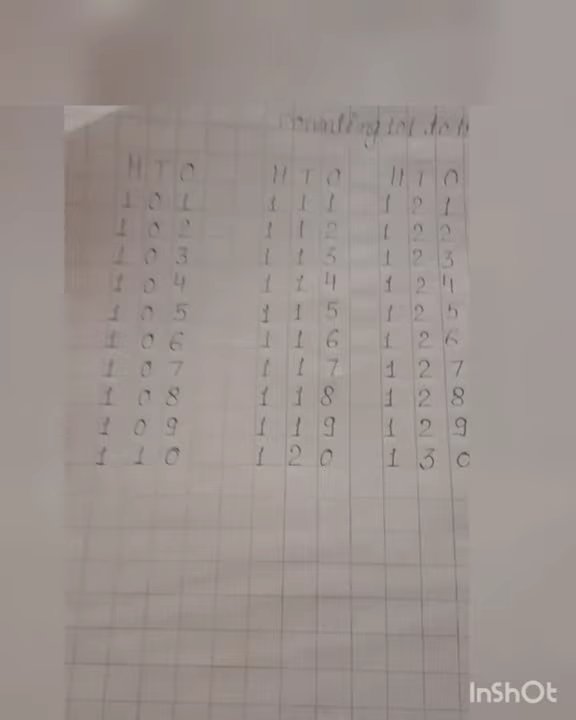 counting 101 to
H T O H T O H T O
1 0 1 1 1 1 1 2 1
1 0 2 1 1 2 1 2 2
1 0 3 1 1 3 1 2 3
1 0 4 1 1 4 1 2 4
1 0 5 1 1 5 1 2 5
1 0 6 1 1 6 1 2 6
1 0 7 1 1 7 1 2 7
1 0 8 1 1 8 1 2 8
1 0 9 1 1 9 1 2 9
1 1 0 1 2 0 1 3 0
InShOt